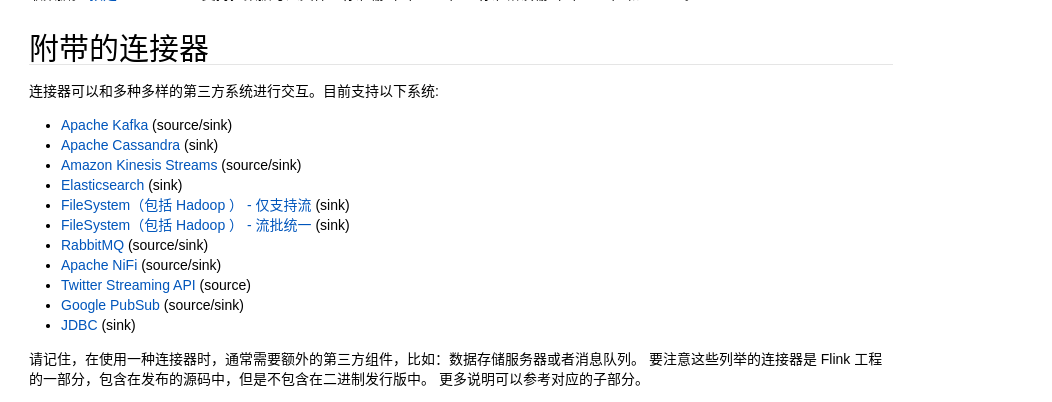 附带的连接器
连接器可以和多种多样的第三方系统进行交互。目前支持以下系统:
Apache Kafka (source/sink)
Apache Cassandra (sink)
Amazon Kinesis Streams (source/sink)
Elasticsearch (sink)
FileSystem（包括 Hadoop ） - 仅支持流 (sink)
FileSystem（包括 Hadoop ） - 流批统一 (sink)
RabbitMQ (source/sink)
Apache NiFi (source/sink)
Twitter Streaming API (source)
Google PubSub (source/sink)
JDBC (sink)
请记住，在使用一种连接器时，通常需要额外的第三方组件，比如：数据存储服务器或者消息队列。 要注意这些列举的连接器是 Flink 工程
的一部分，包含在发布的源码中，但是不包含在二进制发行版中。 更多说明可以参考对应的子部分。